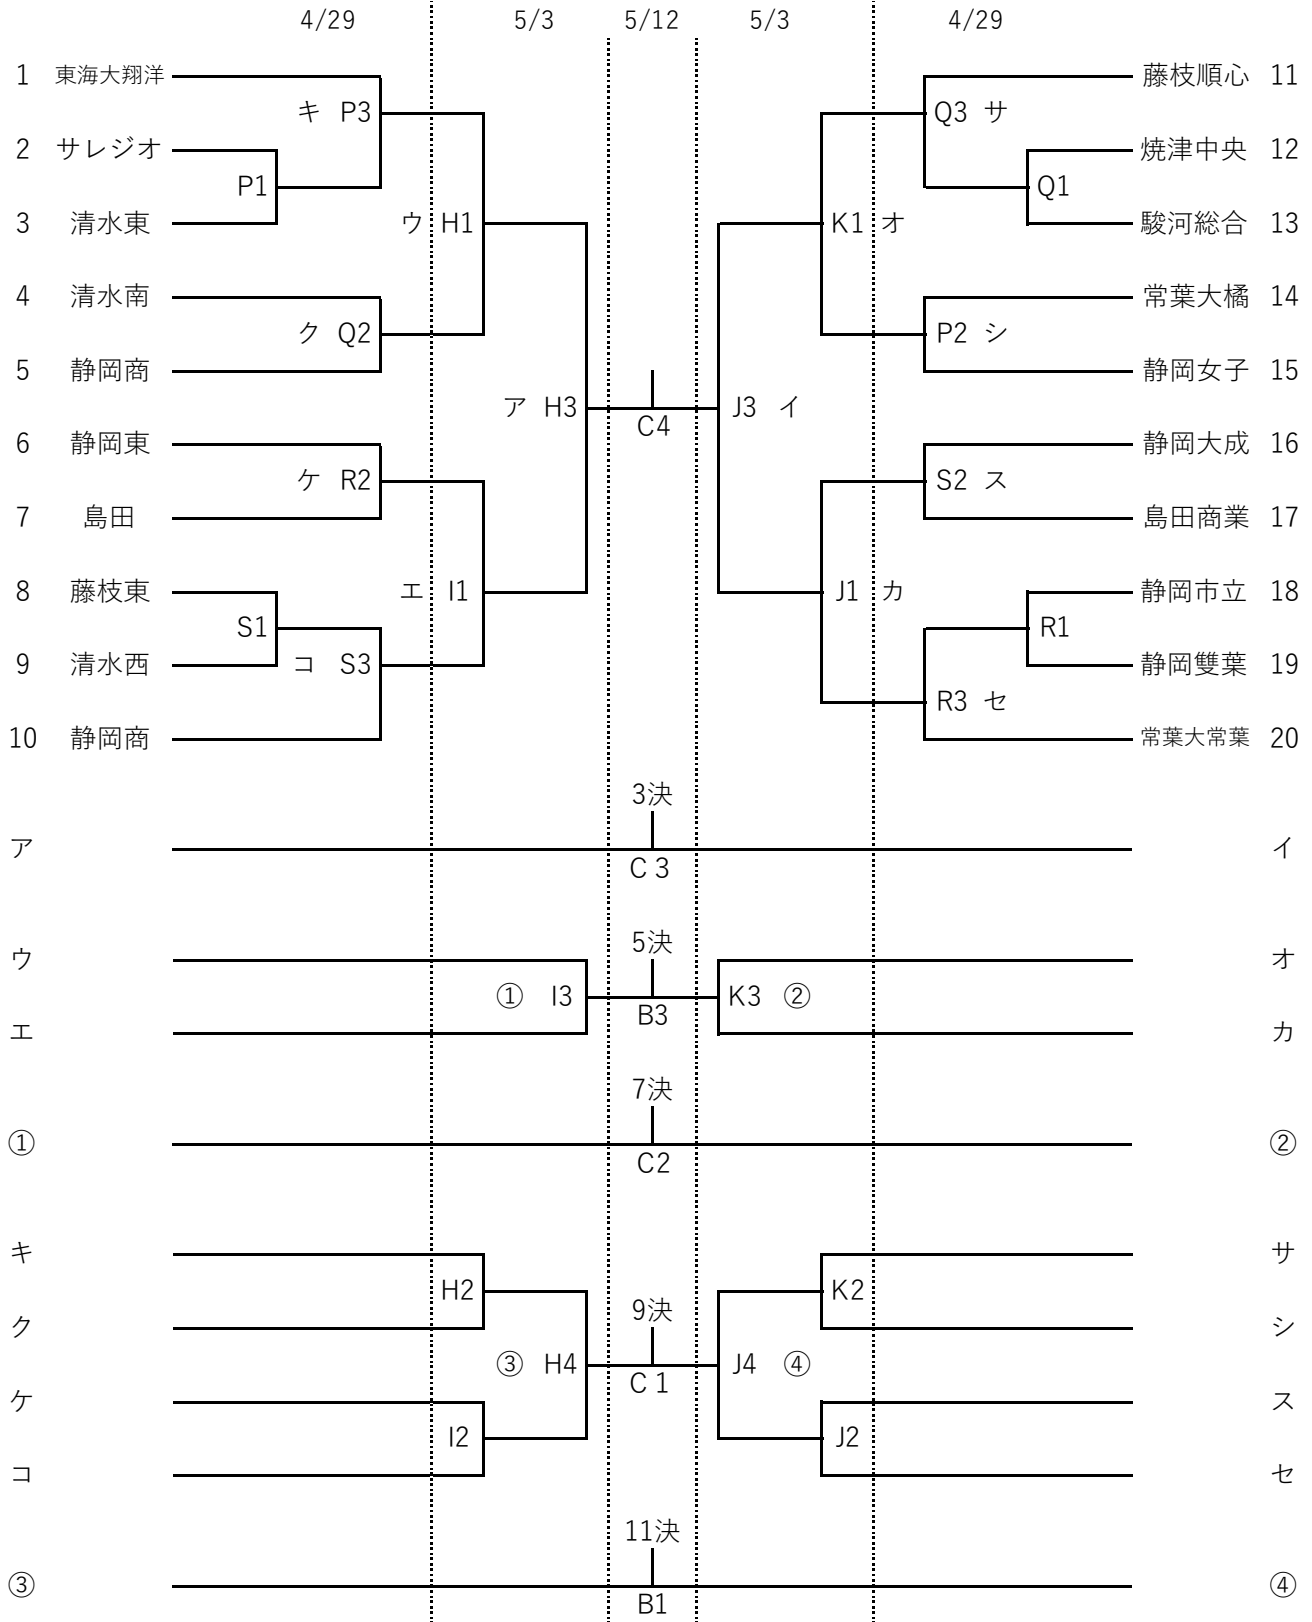 4/29 5/3 5/12 5/3 4/29
1 東海大翔洋 藤枝順心 11
キ P3 Q3 サ
2 サレジオ 焼津中央 12
P1 Q1
3 清水東 ウ H1 K1 オ 駿河総合 13
4 清水南 常葉大橘 14
ク Q2 P2 シ
5 静岡商 静岡女子 15
ア H3 C4 J3 イ
6 静岡東 静岡大成 16
ケ R2 S2 ス
7 島田 島田商業 17
8 藤枝東 エ I1 J1 カ 静岡市立 18
S1 R1
9 清水西 コ S3 静岡雙葉 19
R3 セ
10 静岡商 常葉大常葉 20
3決
ア イ
C 3
5決
ウ オ
① I3 K3 ②
B3
エ カ
7決
① ②
C2
キ サ
H2 K2
9決
ク シ
③ H4 J4 ④
C 1
ケ ス
I2 J2
コ セ
11決
③ ④
B1